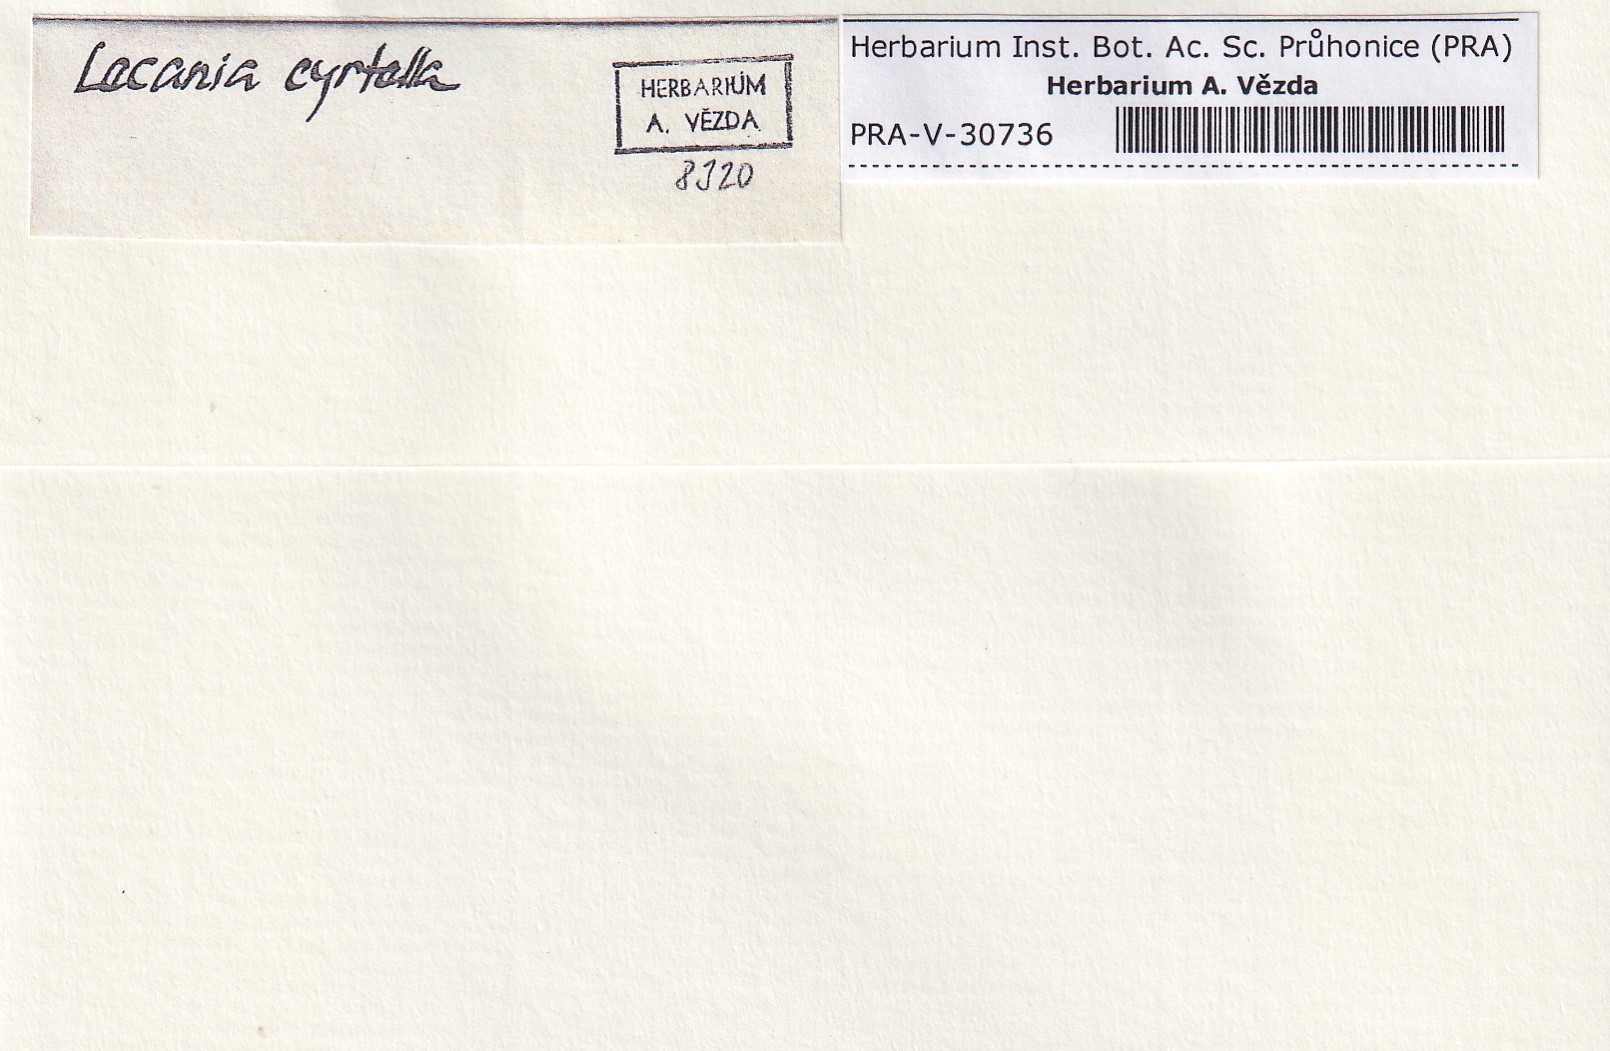 Lecania cyrtella
HERBARIUM
A. VĚZDA
8320
Herbarium Inst. Bot. Ac. Sc. Průhonice (PRA)
Herbarium A. Vězda
PRA-V-30736